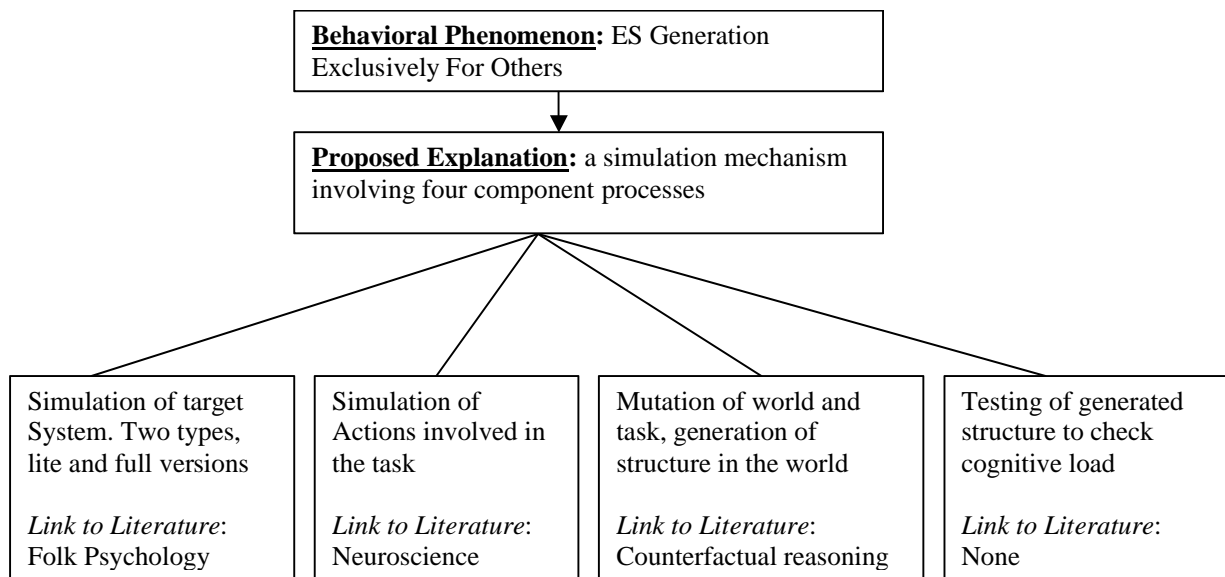 Behavioral Phenomenon: ES Generation
Exclusively For Others
Proposed Explanation: a simulation mechanism
involving four component processes
Simulation of target
System. Two types,
lite and full versions
Link to Literature:
Folk Psychology
Simulation of
Actions involved in
the task
Link to Literature:
Neuroscience
Mutation of world and
task, generation of
structure in the world
Link to Literature:
Counterfactual reasoning
Testing of generated
structure to check
cognitive load
Link to Literature:
None